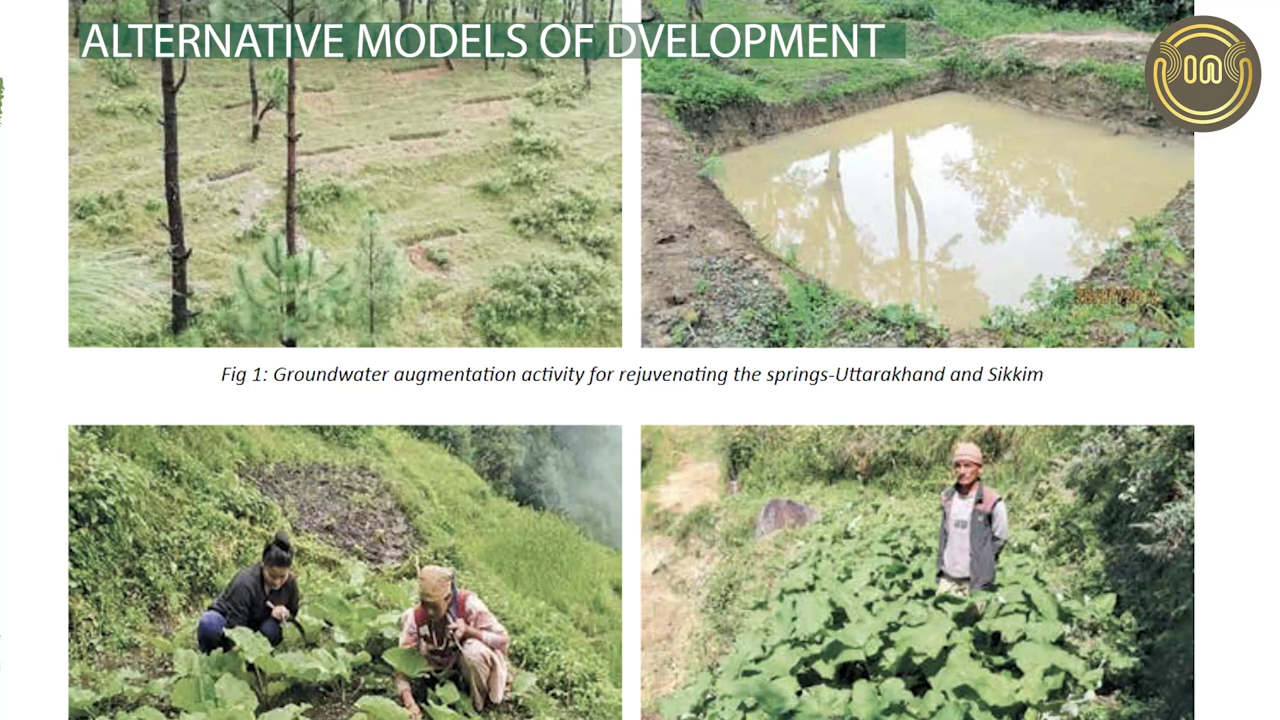 ALTERNATIVE MODELS OF DVELOPMENT
Fig 1: Groundwater augmentation activity for rejuvenating the springs-Uttarakhand and Sikkim